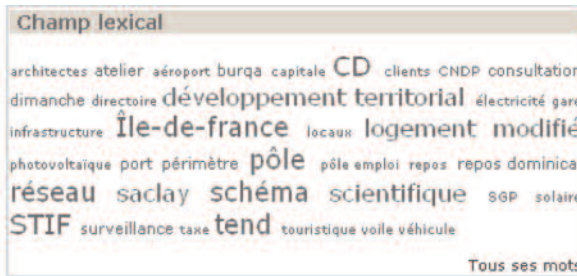 Champ lexical
architectes atelier aéroport burqa capitale CD clients CNDP consultation
dimanche directoire développement territorial électricité gare
infrastructure Île-de-france locaux logement modifié
photovoltaïque port périmètre pôle pôle emploi repos repos dominical
réseau saclay schéma scientifique SGP solaire
STIF surveillance taxe tend touristique voile véhicule
Tous ses mots